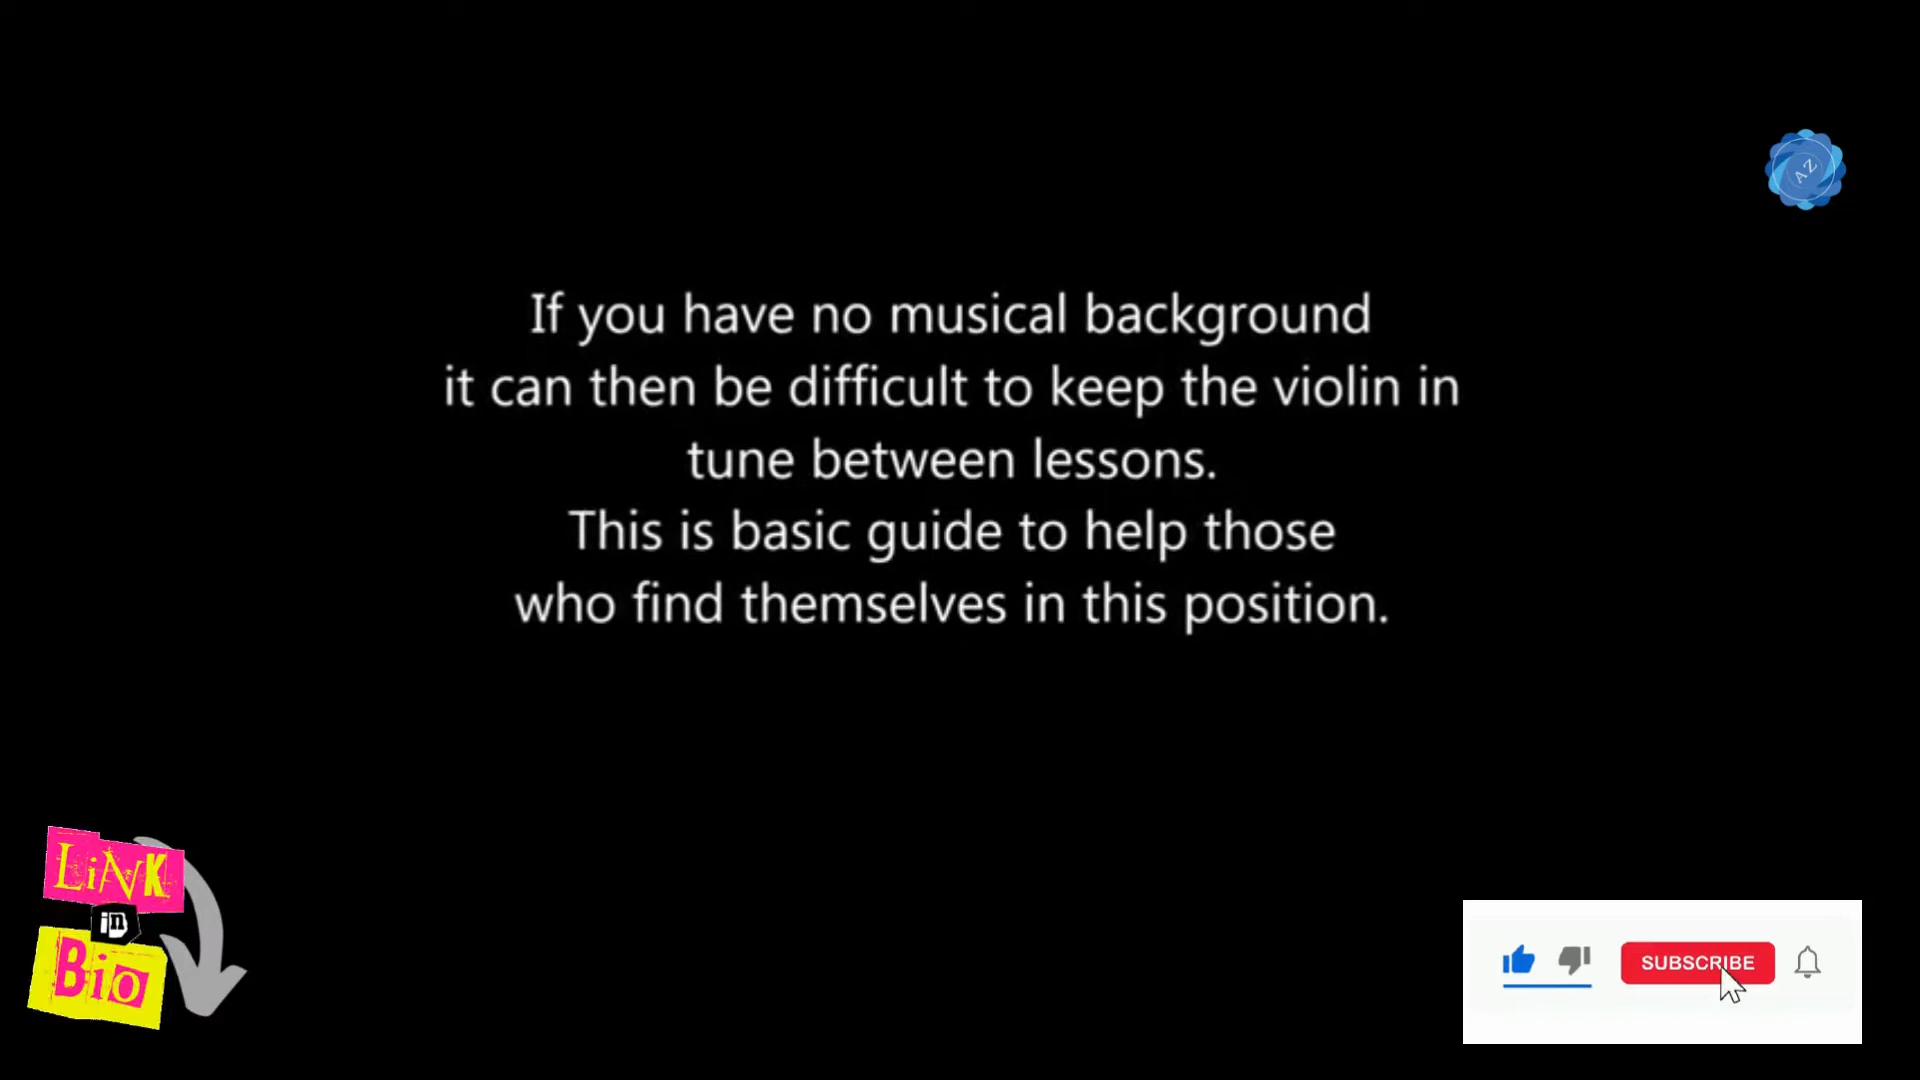 AZ
If you have no musical background
it can then be difficult to keep the violin in
tune between lessons.
This is basic guide to help those
who find themselves in this position.
LiNK
in
Bio
SUBSCRIBE